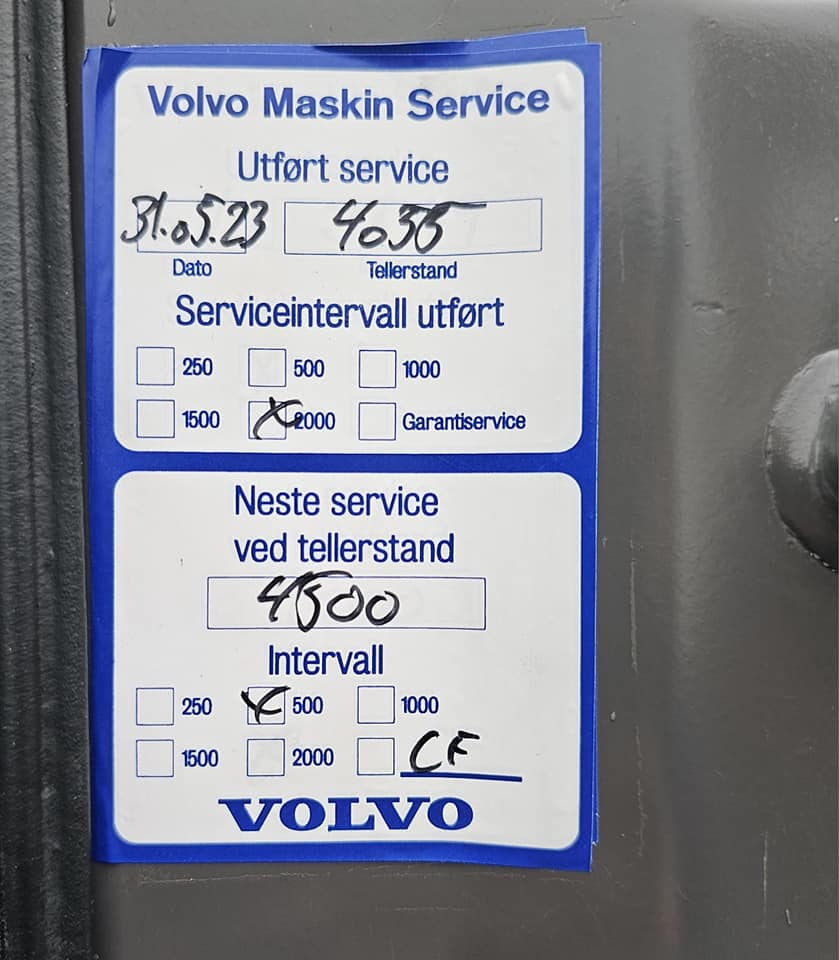 Volvo Maskin Service
Utført service
31.05.23 4035
Dato Tellerstand
Serviceintervall utført
250 500 1000
1500 2000 Garantiservice
Neste service
ved tellerstand
4500
Intervall
250 500 1000
1500 2000 CF
VOLVO